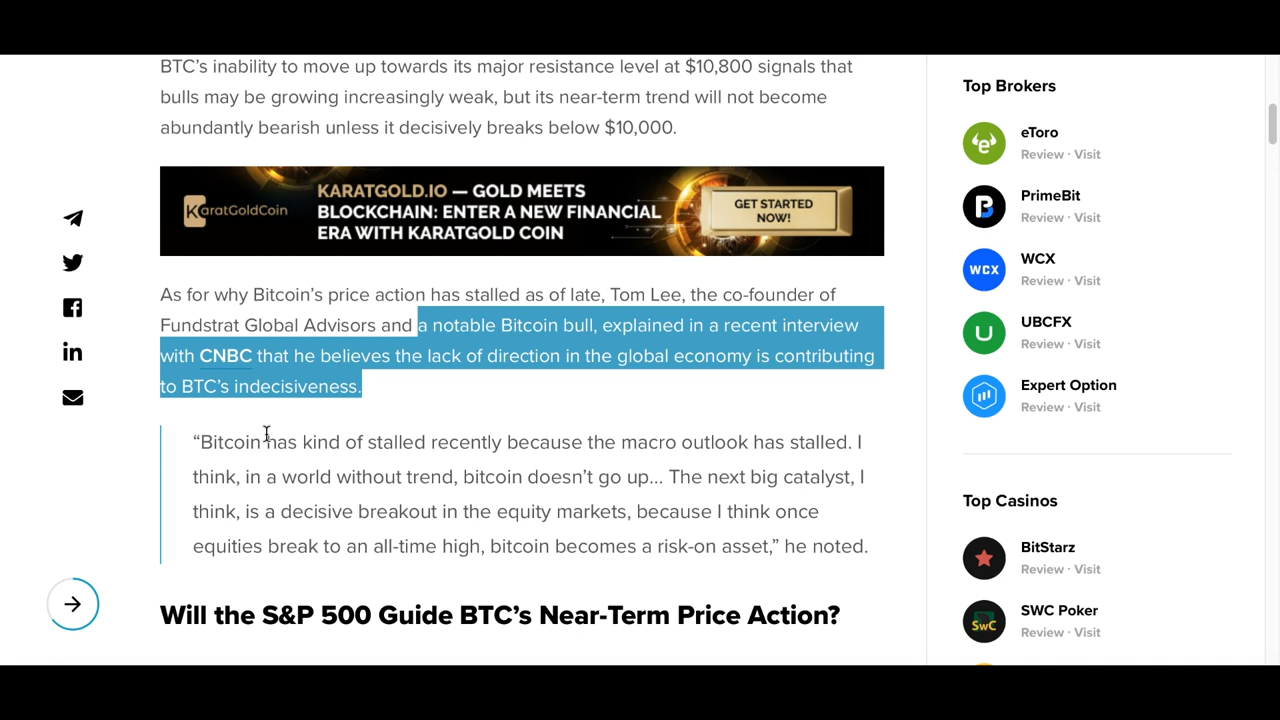 BTC’s inability to move up towards its major resistance level at $10,800 signals that
bulls may be growing increasingly weak, but its near-term trend will not become
abundantly bearish unless it decisively breaks below $10,000.
KaratGoldCoin
KARATGOLD.IO — GOLD MEETS
BLOCKCHAIN: ENTER A NEW FINANCIAL
ERA WITH KARATGOLD COIN
GET STARTED
NOW!
As for why Bitcoin’s price action has stalled as of late, Tom Lee, the co-founder of
Fundstrat Global Advisors and a notable Bitcoin bull, explained in a recent interview
with CNBC that he believes the lack of direction in the global economy is contributing
to BTC’s indecisiveness.
“Bitcoin has kind of stalled recently because the macro outlook has stalled. I
think, in a world without trend, bitcoin doesn’t go up… The next big catalyst, I
think, is a decisive breakout in the equity markets, because I think once
equities break to an all-time high, bitcoin becomes a risk-on asset,” he noted.
Will the S&P 500 Guide BTC’s Near-Term Price Action?
Top Brokers
eToro
Review · Visit
PrimeBit
Review · Visit
WCX
WCX
Review · Visit
U
UBCFX
Review · Visit
Expert Option
Review · Visit
Top Casinos
BitStarz
Review · Visit
SwC
SWC Poker
Review · Visit